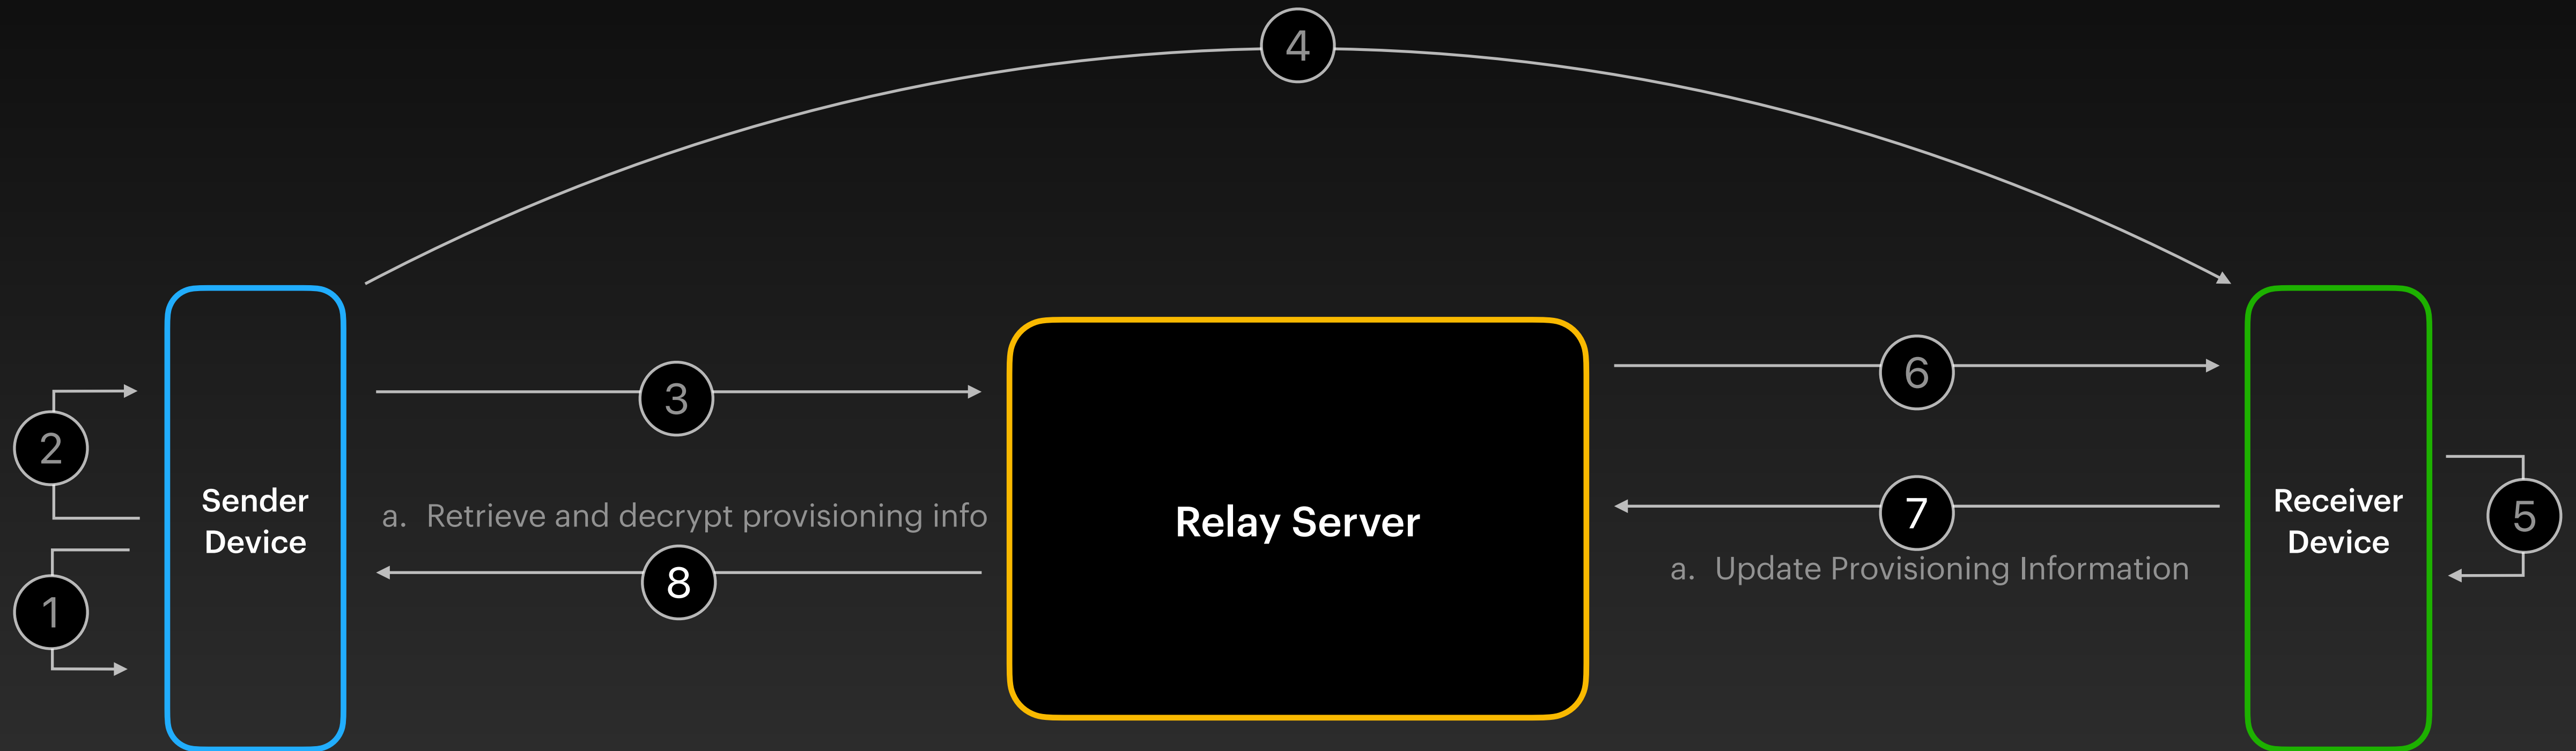 4
3
6
2
Sender
Device
a. Retrieve and decrypt provisioning info
Relay Server
7
Receiver
Device
5
a. Update Provisioning Information
8
1